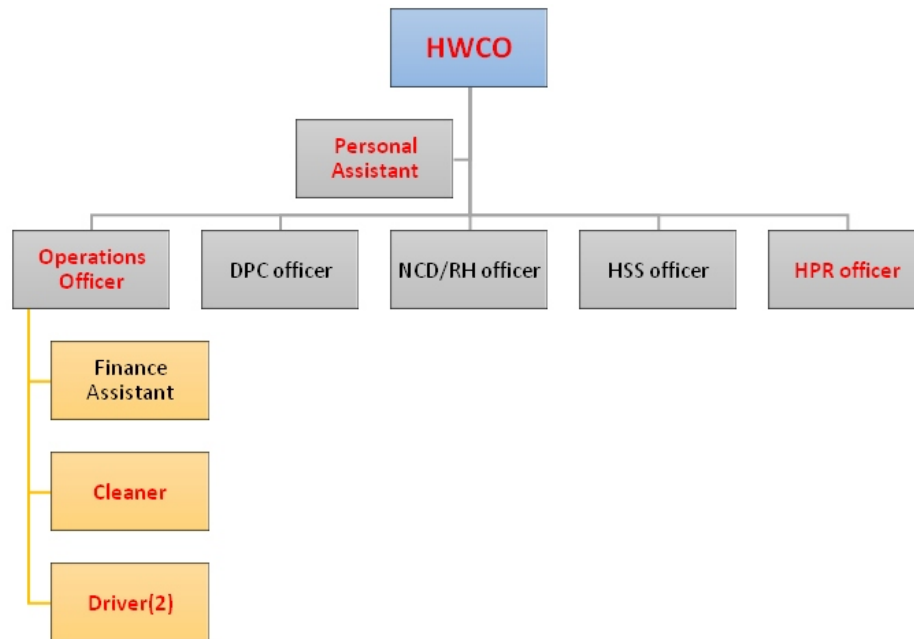 HWCO
Personal
Assistant
Operations
Officer
DPC officer
NCD/RH officer
HSS officer
HPR officer
Finance
Assistant
Cleaner
Driver(2)